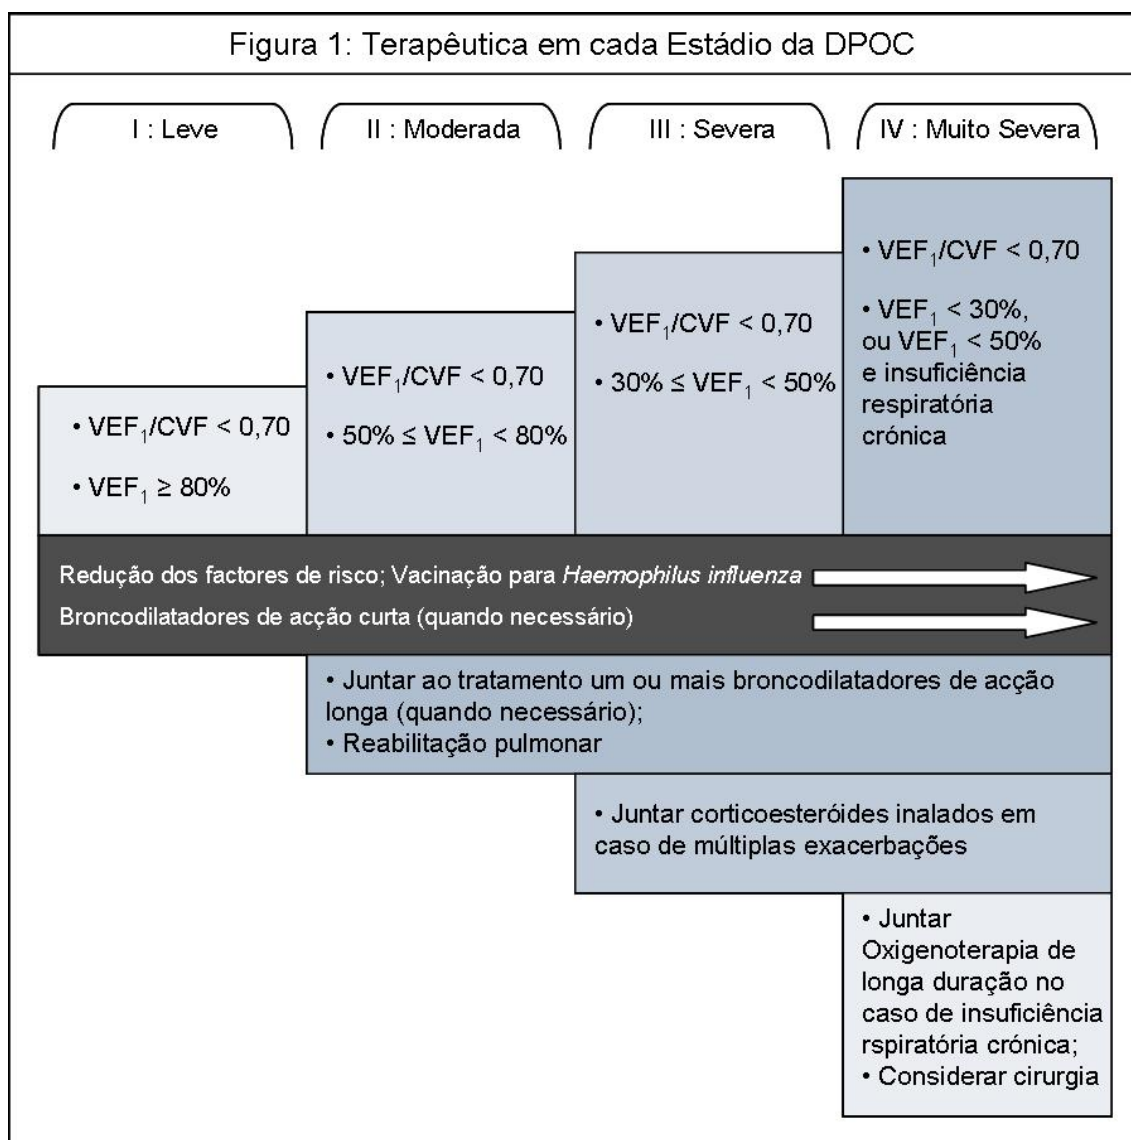 Figura 1: Terapêutica em cada Estádio da DPOC
I : Leve
II : Moderada
III : Severa
IV : Muito Severa
• VEF₁/CVF < 0,70
• VEF₁ ≥ 80%
• VEF₁/CVF < 0,70
• 50% ≤ VEF₁ < 80%
• VEF₁/CVF < 0,70
• 30% ≤ VEF₁ < 50%
• VEF₁/CVF < 0,70
• VEF₁ < 30%,
ou VEF₁ < 50%
e insuficiência
respiratória
crónica
Redução dos factores de risco; Vacinação para Haemophilus influenza
Broncodilatadores de acção curta (quando necessário)
• Juntar ao tratamento um ou mais broncodilatadores de acção
longa (quando necessário);
• Reabilitação pulmonar
• Juntar corticoesteróides inalados em
caso de múltiplas exacerbações
• Juntar
Oxigenoterapia de
longa duração no
caso de insuficiência
rspiratória crónica;
• Considerar cirurgia